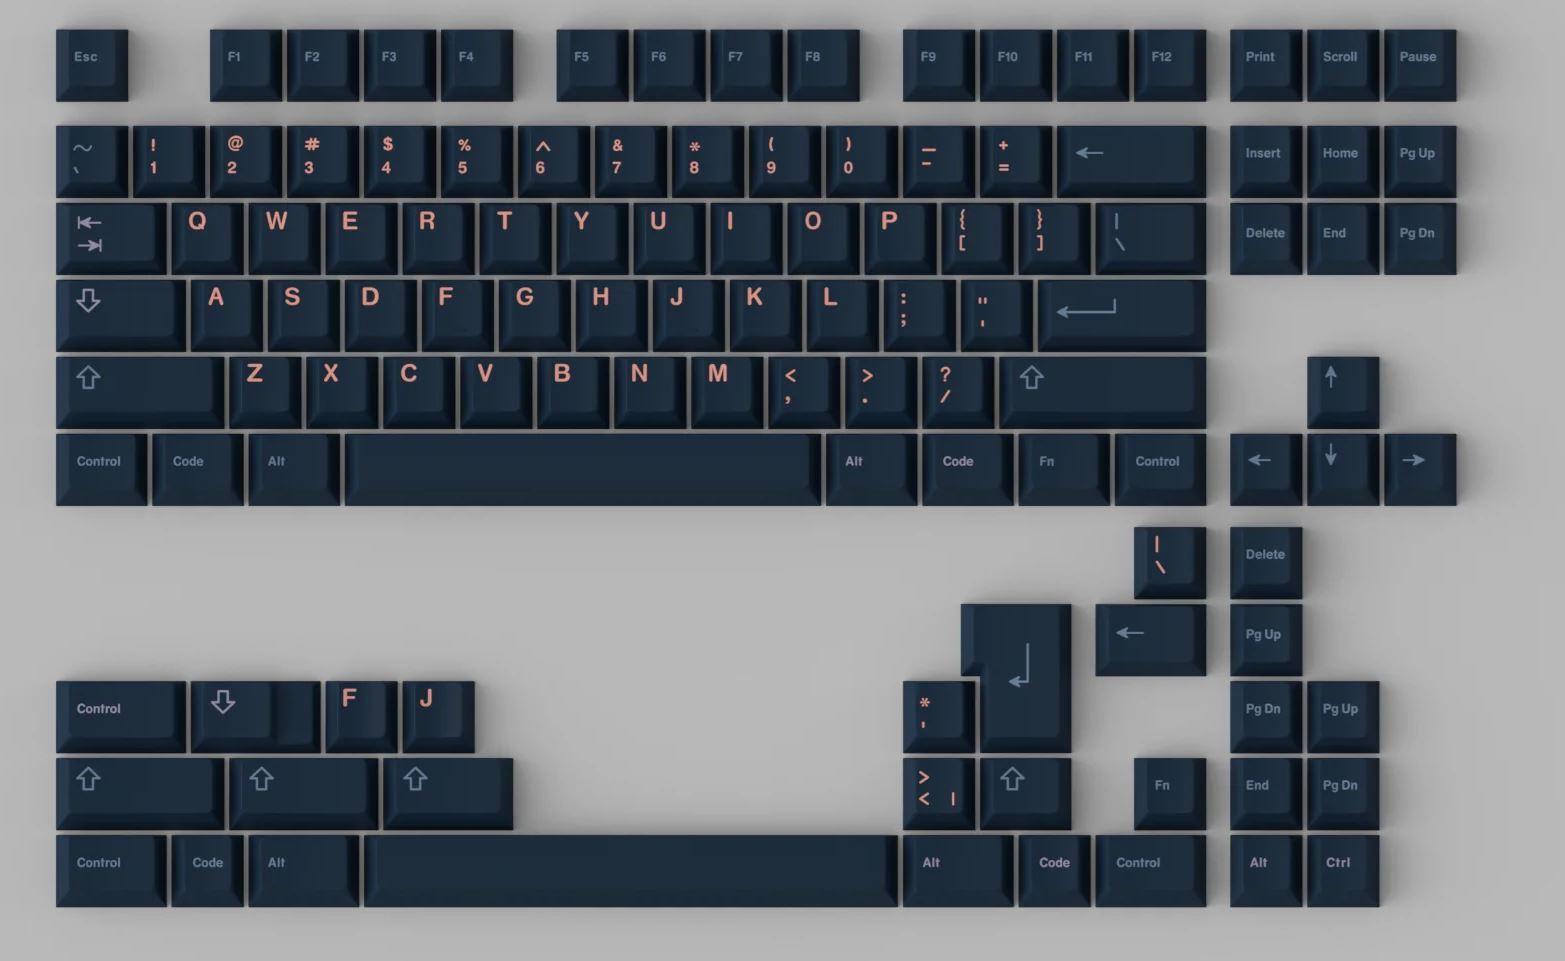 Esc F1 F2 F3 F4 F5 F6 F7 F8 F9 F10 F11 F12 Print Scroll Pause
~ ! @ # $ % ^ & * ( ) _ + ← Insert Home Pg Up
` 1 2 3 4 5 6 7 8 9 0 - =
⇤ Q W E R T Y U I O P { } | Delete End Pg Dn
⇥ [ ] \
⇩ A S D F G H J K L : " ↵
; '
⇧ Z X C V B N M < > ? ⇧ ↑
, . /
Control Code Alt Alt Code Fn Control ← ↓ →
| Delete
\
↵ ← Pg Up
Control ⇩ F J * Pg Dn Pg Up
'
⇧ ⇧ ⇧ > ⇧ Fn End Pg Dn
< |
Control Code Alt Alt Code Control Alt Ctrl